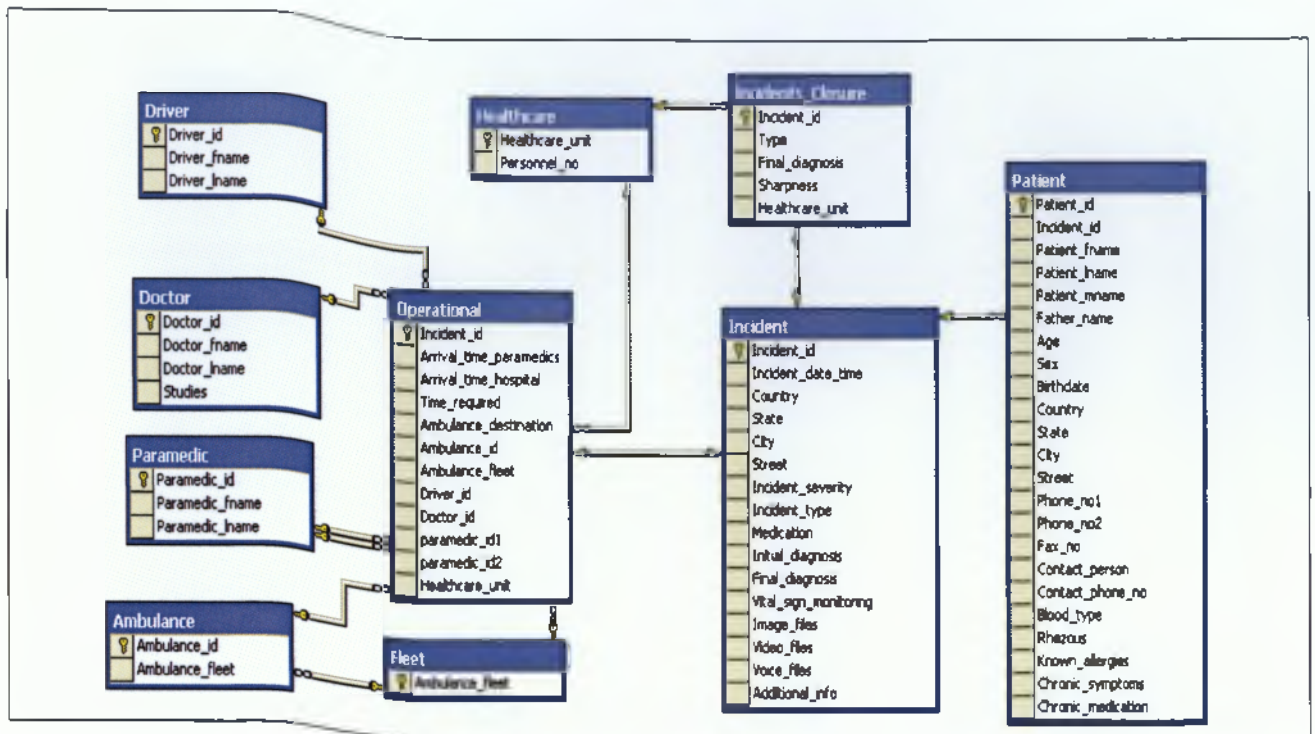 Driver
Driver_id
Driver_fname
Driver_lname
Doctor
Doctor_id
Doctor_fname
Doctor_lname
Studies
Paramedic
Paramedic_id
Paramedic_fname
Paramedic_lname
Ambulance
Ambulance_id
Ambulance_fleet
Healthcare
Healthcare_unit
Personnel_no
Operational
Incident_id
Arrival_time_paramedics
Arrival_time_hospital
Time_required
Ambulance_destination
Ambulance_id
Ambulance_fleet
Driver_id
Doctor_id
paramedic_id1
paramedic_id2
Healthcare_unit
Fleet
Ambulance_fleet
Incidents_Closure
Incident_id
Type
Final_diagnosis
Sharpness
Healthcare_unit
Incident
Incident_id
Incident_date_time
Country
State
City
Street
Incident_severity
Incident_type
Medication
Initial_diagnosis
Final_diagnosis
Vital_sign_monitoring
Image_files
Video_files
Voice_files
Additional_info
Patient
Patient_id
Incident_id
Patient_fname
Patient_lname
Patient_mname
Father_name
Age
Sex
Birthdate
Country
State
City
Street
Phone_no1
Phone_no2
Fax_no
Contact_person
Contact_phone_no
Blood_type
Rhezous
Known_allergies
Chronic_symptoms
Chronic_medication